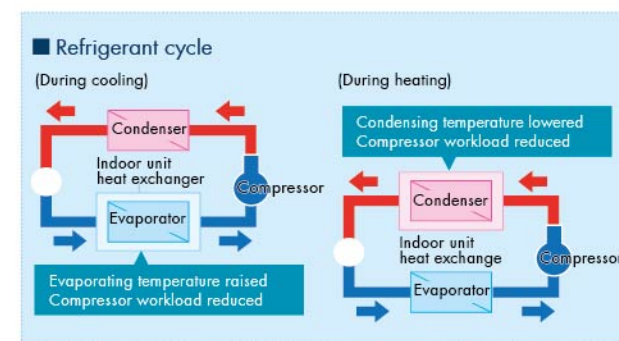 Refrigerant cycle
(During cooling)
Condenser
Indoor unit
heat exchanger
Compressor
Evaporator
Evaporating temperature raised
Compressor workload reduced
(During heating)
Condensing temperature lowered
Compressor workload reduced
Condenser
Indoor unit
heat exchange
Compressor
Evaporator